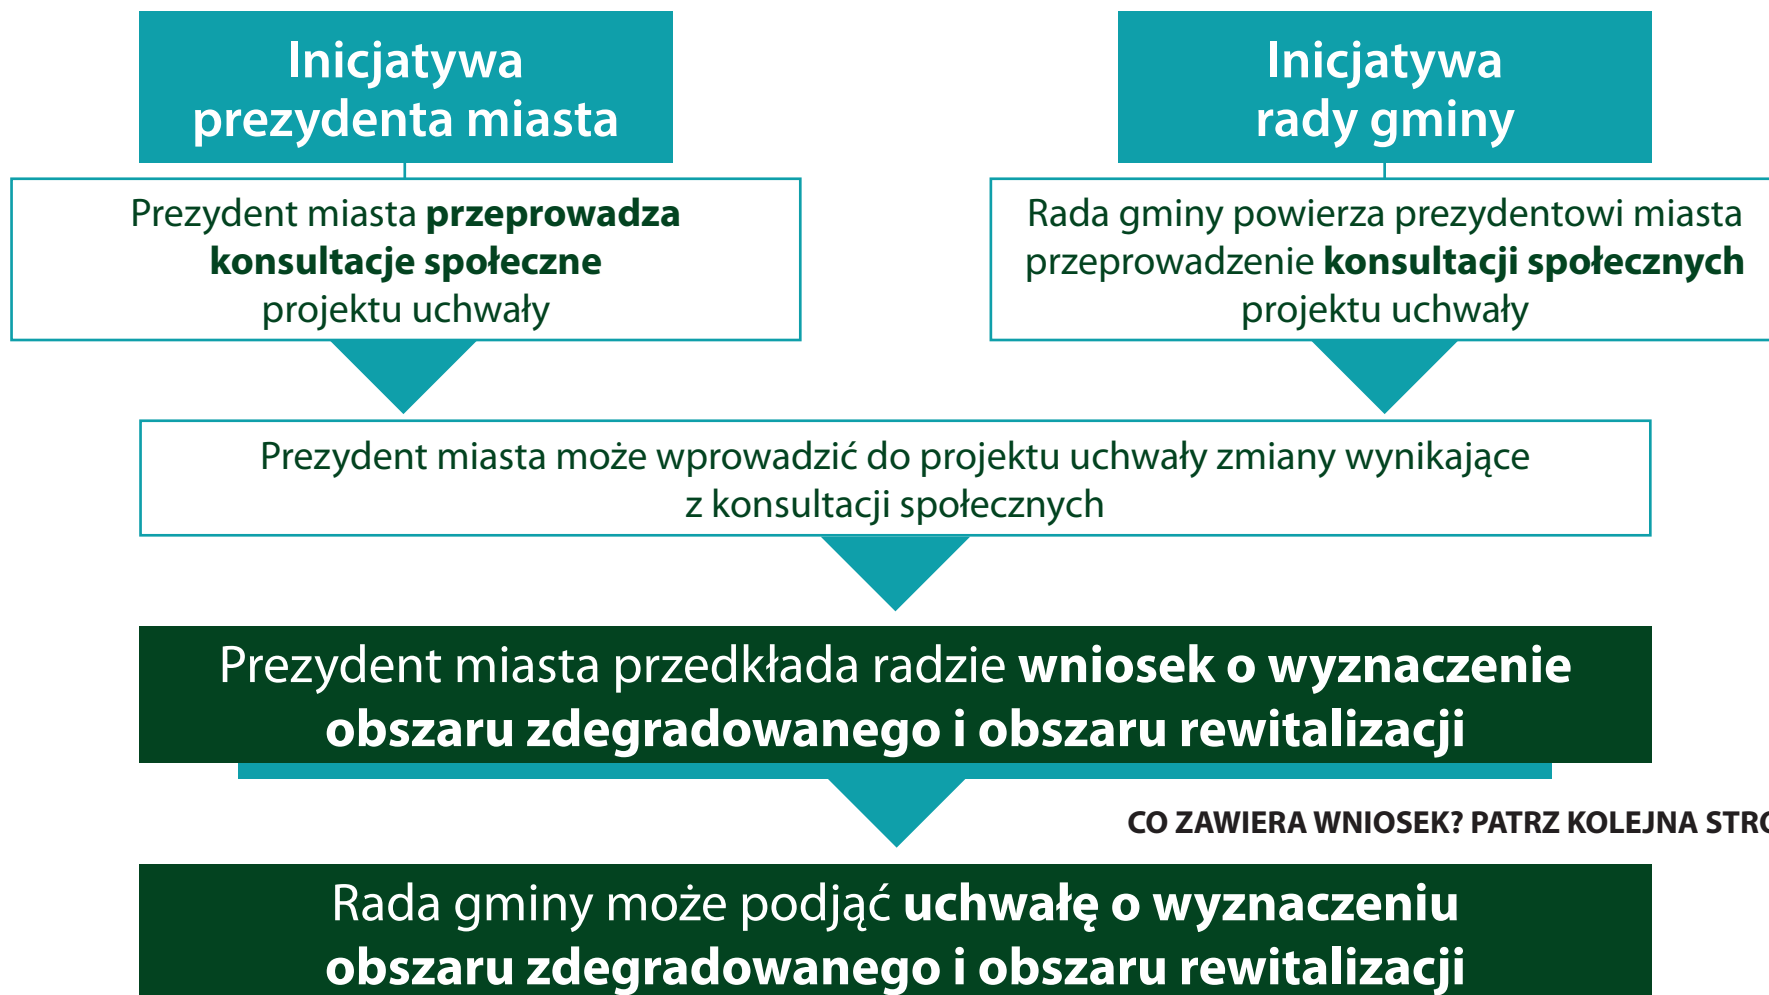 Inicjatywa
prezydenta miasta
Inicjatywa
rady gminy
Prezydent miasta przeprowadza
konsultacje społeczne
projektu uchwały
Rada gminy powierza prezydentowi miasta
przeprowadzenie konsultacji społecznych
projektu uchwały
Prezydent miasta może wprowadzić do projektu uchwały zmiany wynikające
z konsultacji społecznych
Prezydent miasta przedkłada radzie wniosek o wyznaczenie
obszaru zdegradowanego i obszaru rewitalizacji
CO ZAWIERA WNIOSEK? PATRZ KOLEJNA
Rada gminy może podjąć uchwałę o wyznaczeniu
obszaru zdegradowanego i obszaru rewitalizacji